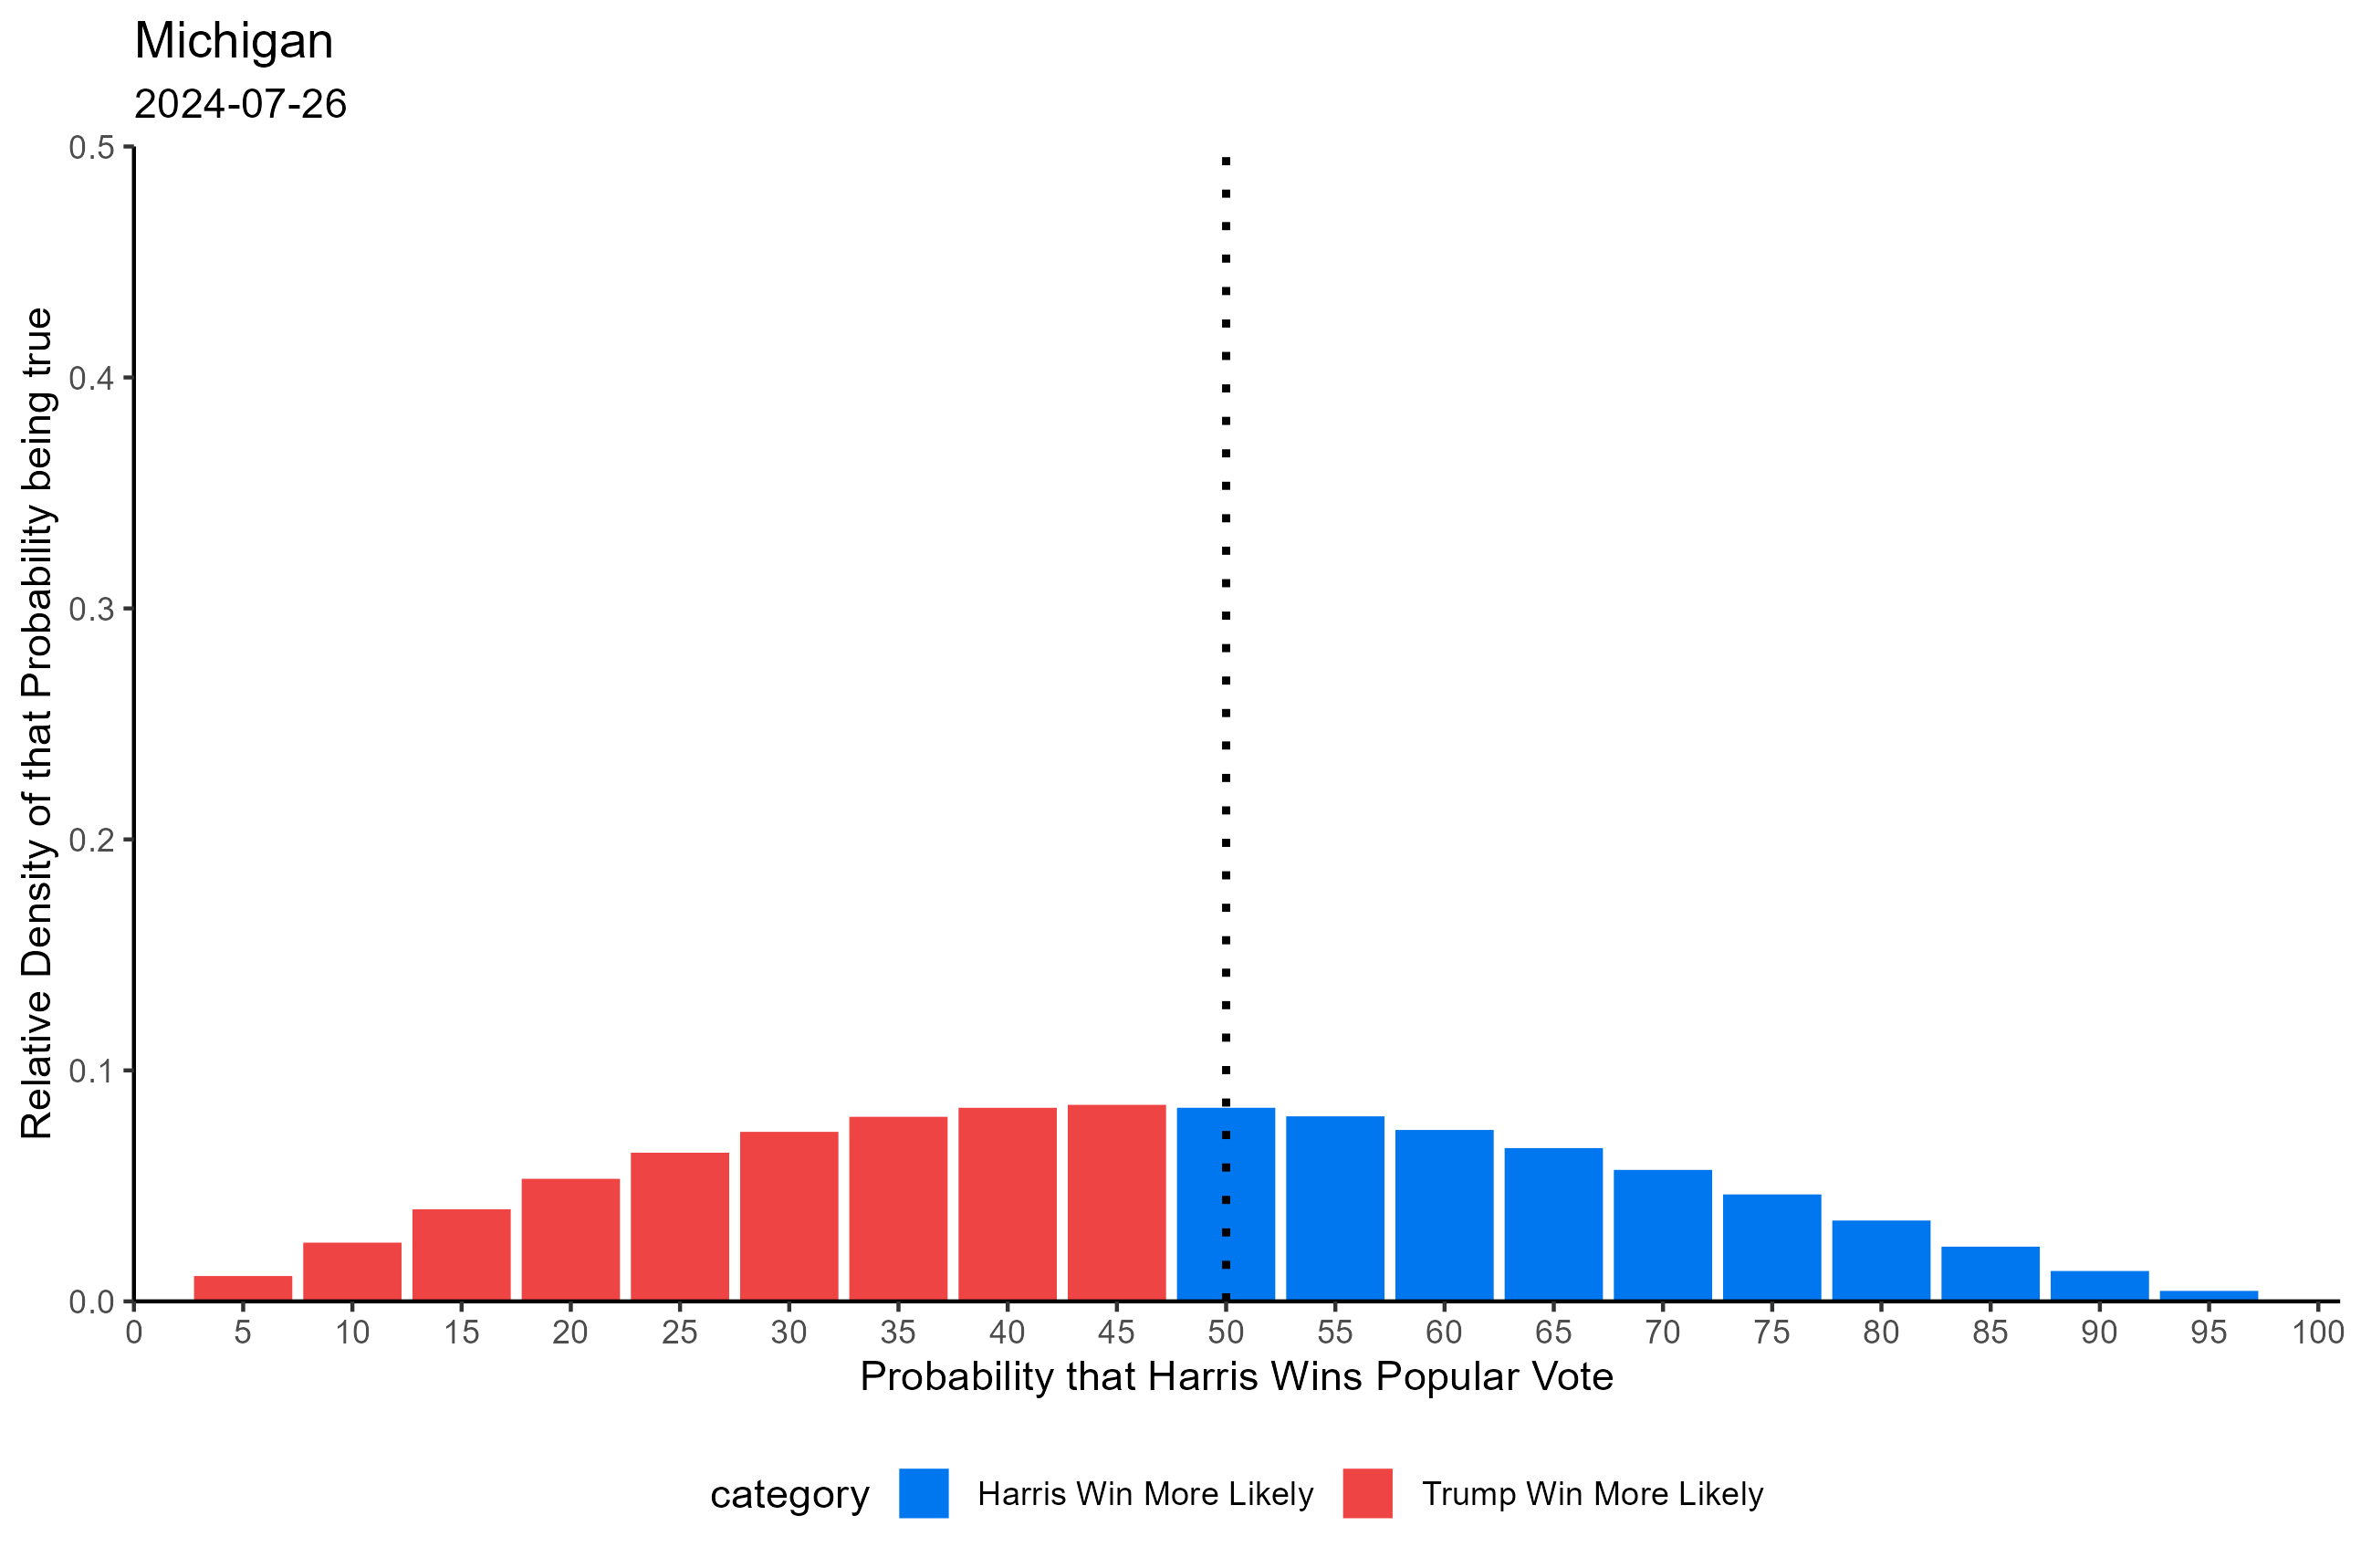 Michigan
2024-07-26
Relative Density of that Probability being true
0.5
0.4
0.3
0.2
0.1
0.0
0 5 10 15 20 25 30 35 40 45 50 55 60 65 70 75 80 85 90 95 100
Probability that Harris Wins Popular Vote
category Harris Win More Likely Trump Win More Likely